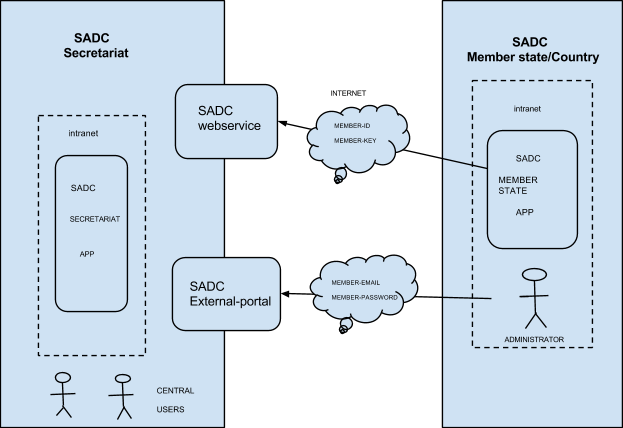 SADC
Secretariat
intranet
SADC
SECRETARIAT
APP
CENTRAL
USERS
SADC
webservice
SADC
External-portal
INTERNET
MEMBER-ID
MEMBER-KEY
MEMBER-EMAIL
MEMBER-PASSWORD
SADC
Member state/Country
intranet
SADC
MEMBER
STATE
APP
ADMINISTRATOR